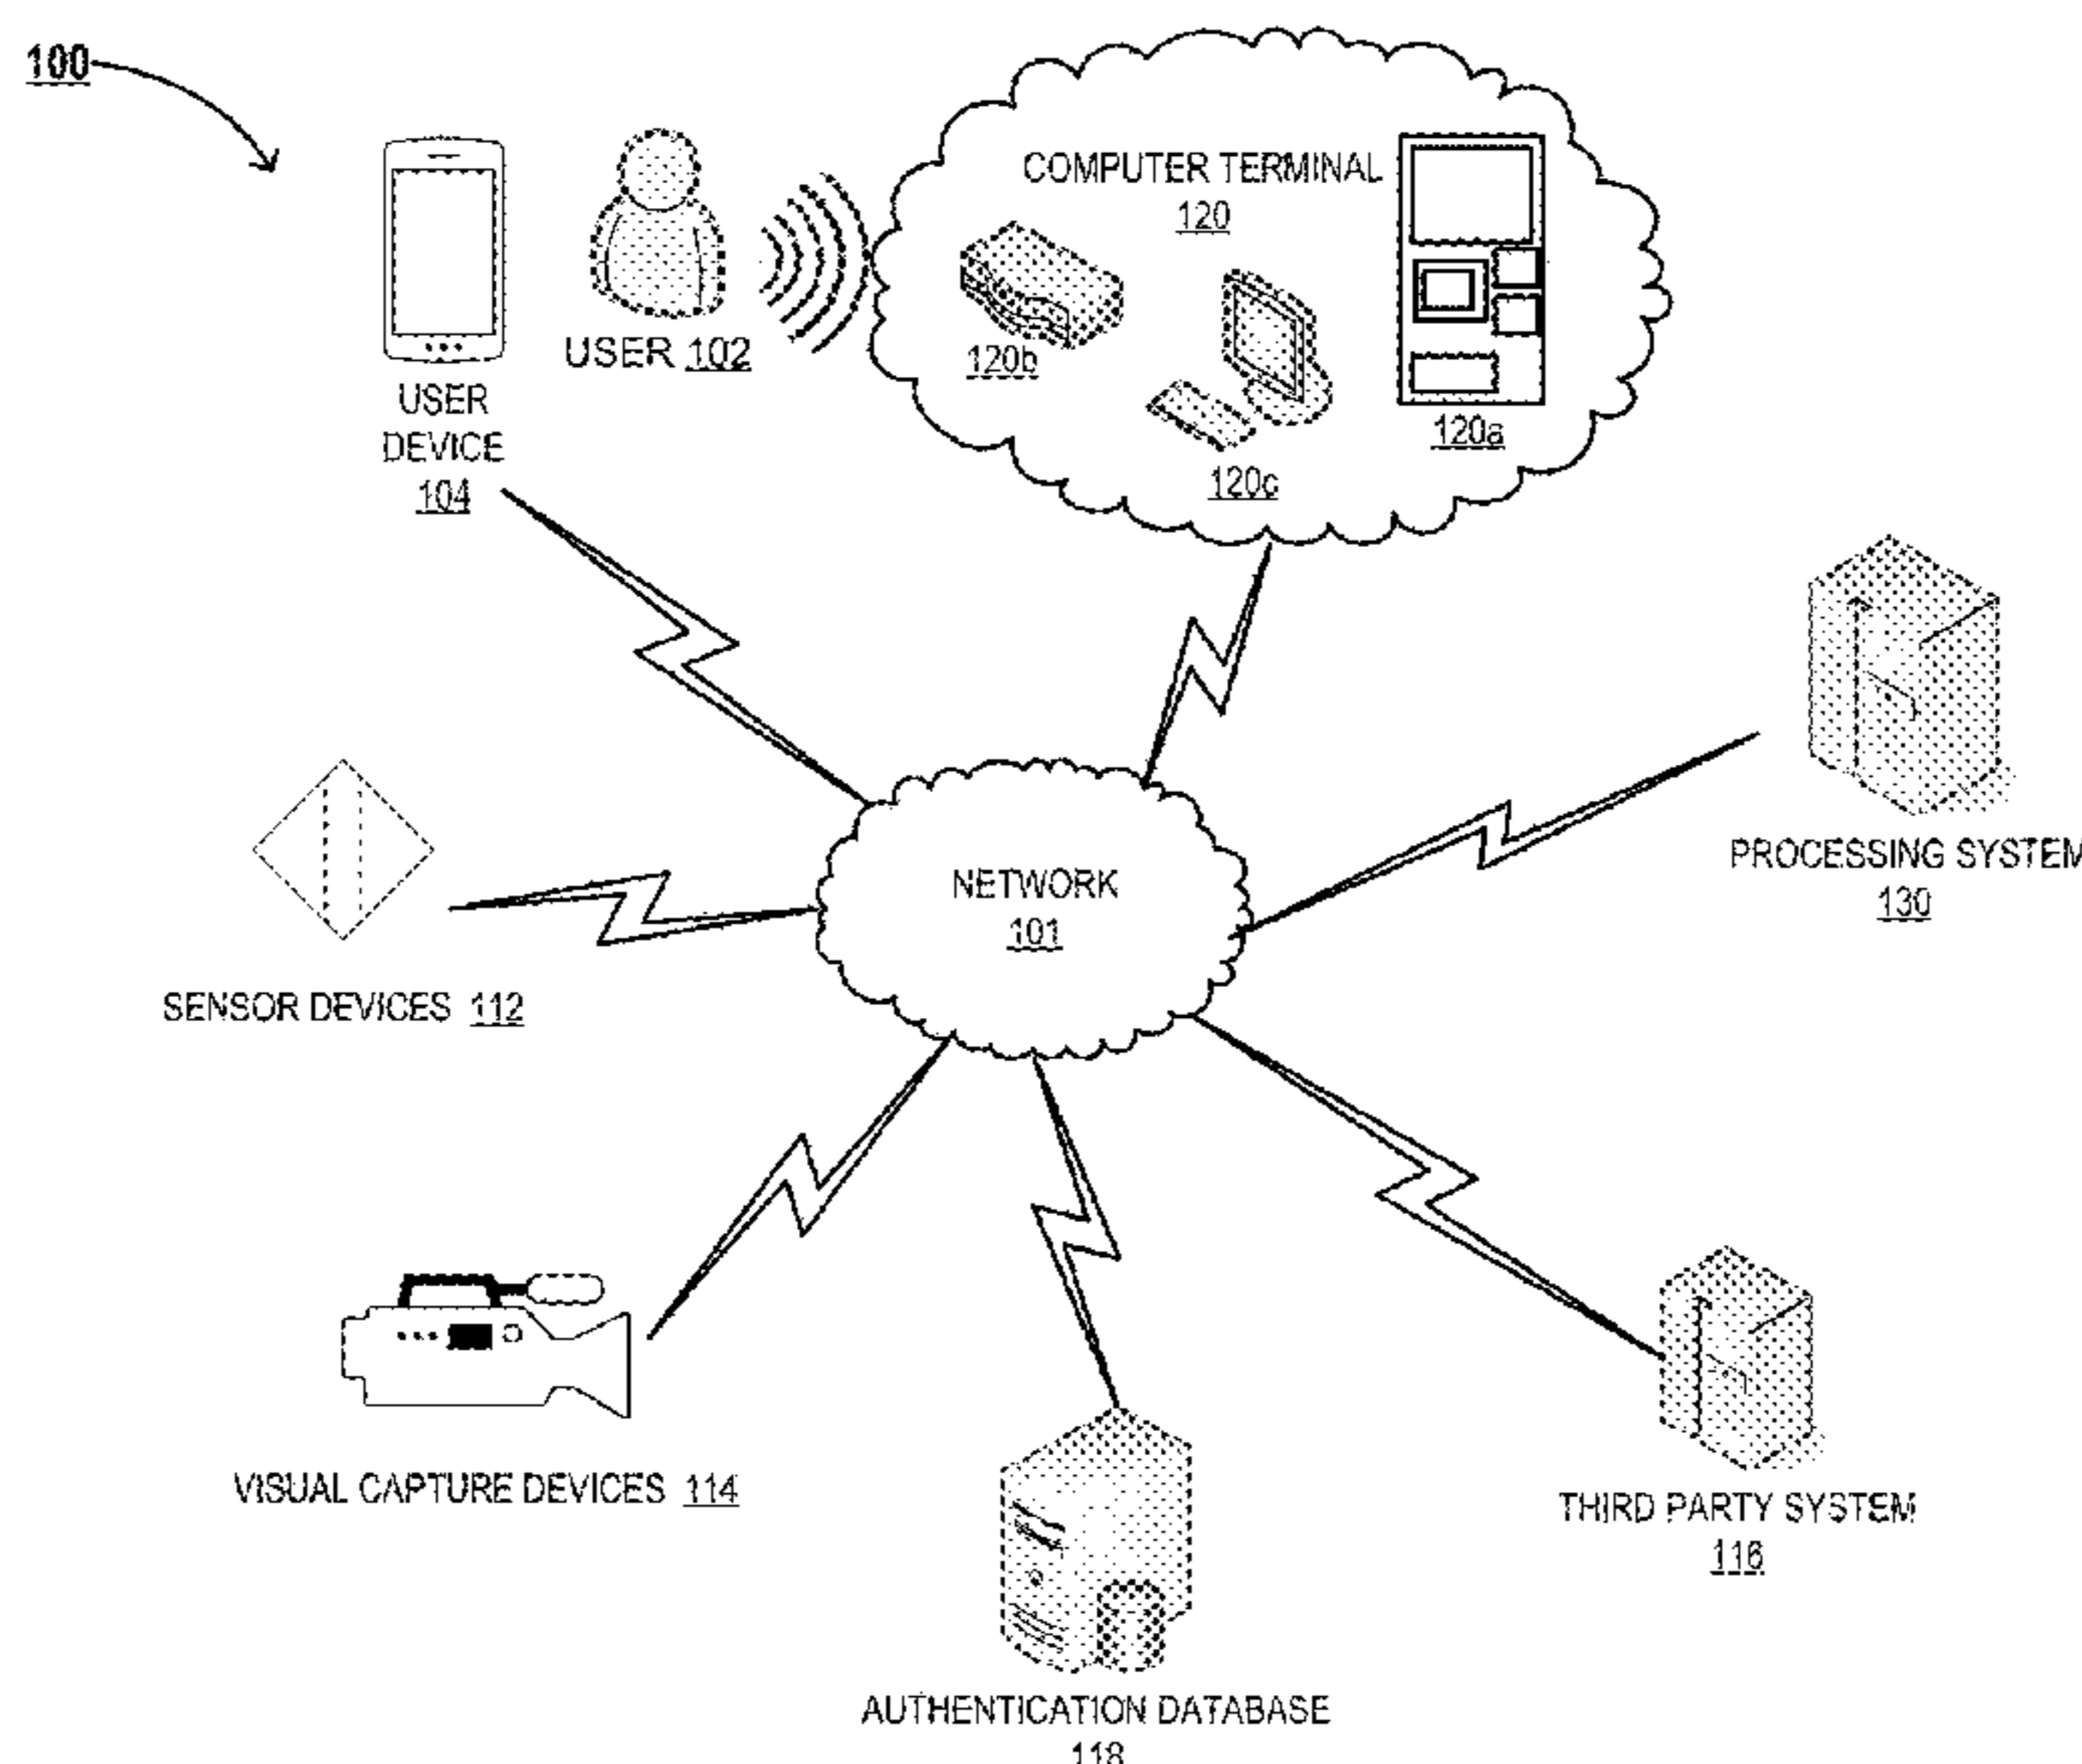 100
COMPUTER TERMINAL
120
120b
120c
120a
USER 102
USER
DEVICE
104
PROCESSING SYSTEM
130
NETWORK
101
SENSOR DEVICES 112
VISUAL CAPTURE DEVICES 114
THIRD PARTY SYSTEM
116
AUTHENTICATION DATABASE
118